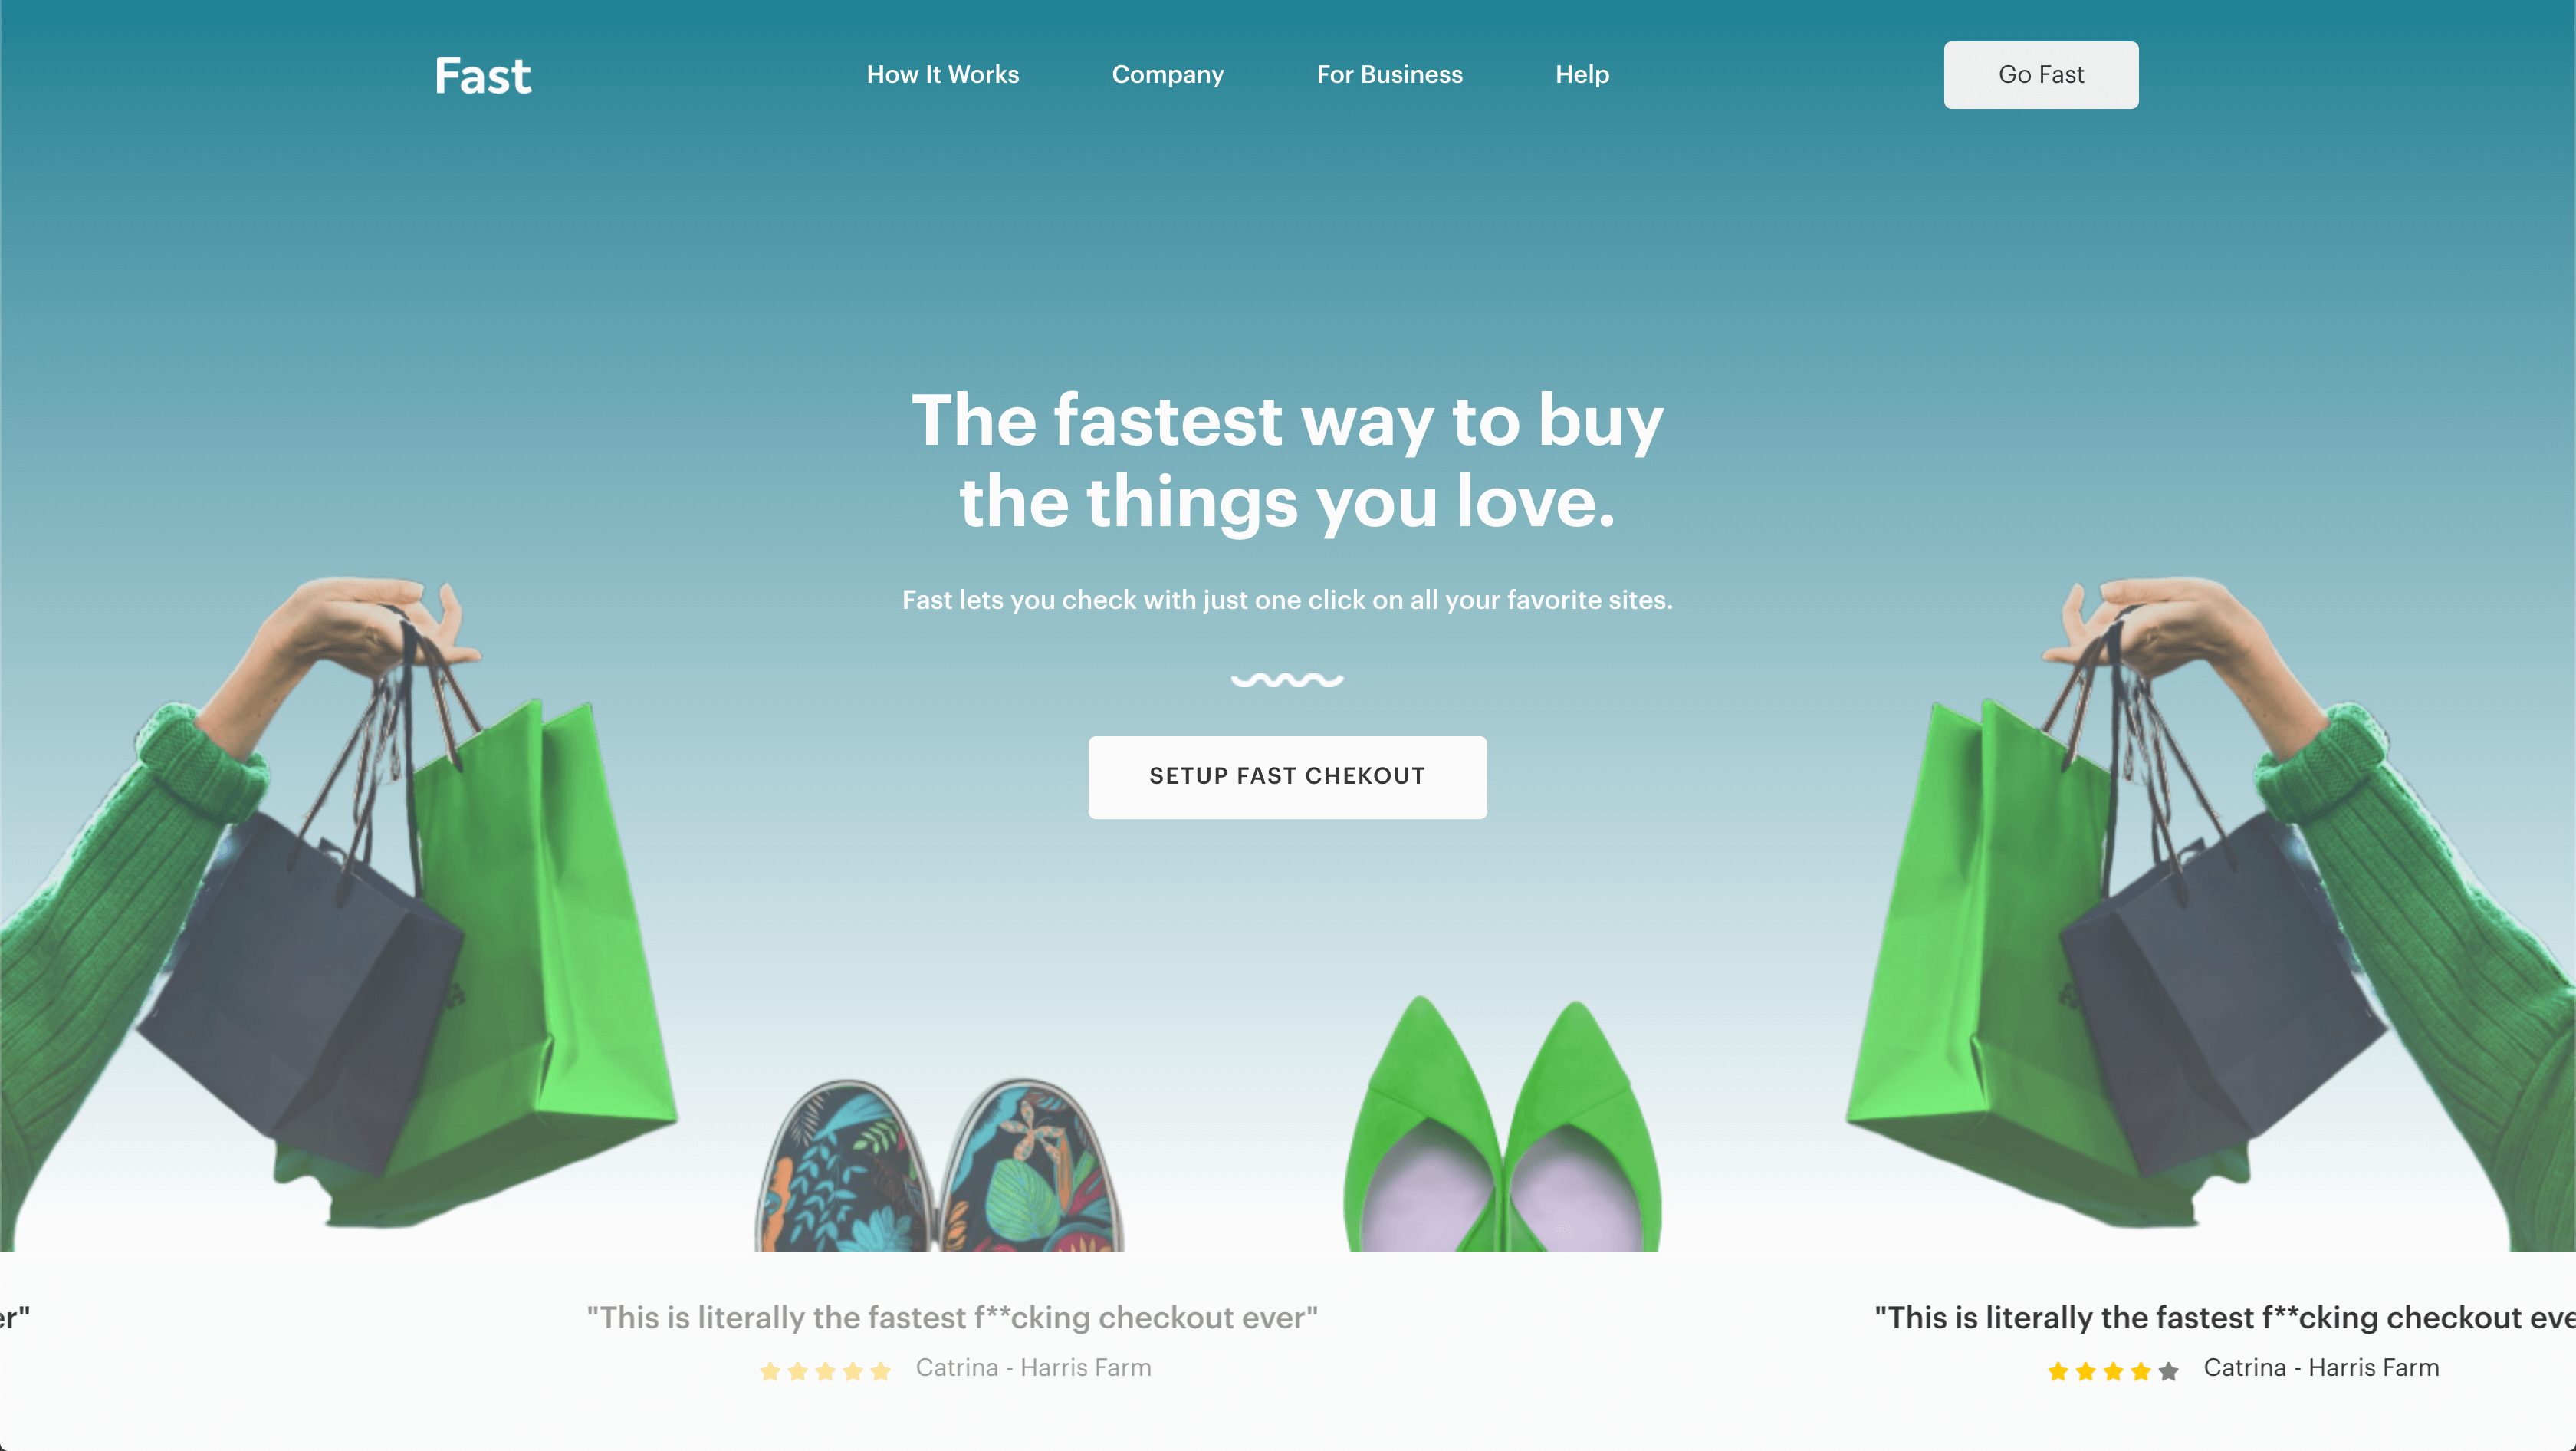 Fast
How It Works
Company
For Business
Help
Go Fast
The fastest way to buy
the things you love.
Fast lets you check with just one click on all your favorite sites.
SETUP FAST CHEKOUT
er"
"This is literally the fastest f**cking checkout ever"
Catrina - Harris Farm
"This is literally the fastest f**cking checkout eve
Catrina - Harris Farm